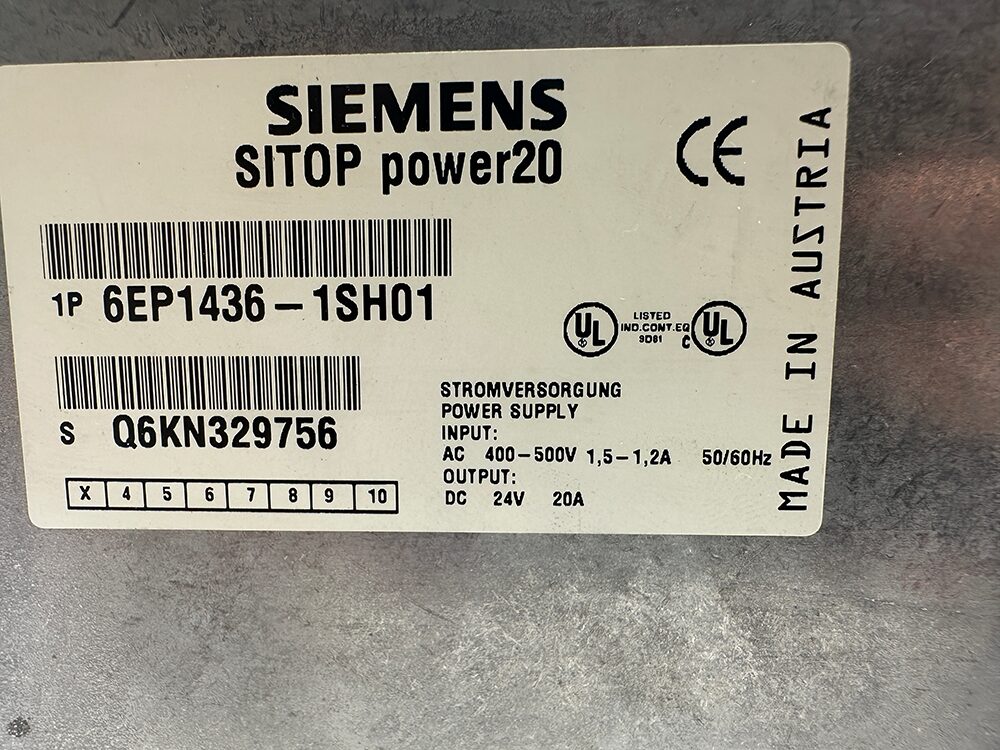 SIEMENS
SITOP power20
CE
1P 6EP1436-1SH01
UL LISTED UL
IND.CONT.EQ
9D61 C
S Q6KN329756
STROMVERSORGUNG
POWER SUPPLY
INPUT:
AC 400-500V 1,5-1,2A 50/60Hz
OUTPUT:
DC 24V 20A
X 4 5 6 7 8 9 10
MADE IN AUSTRIA